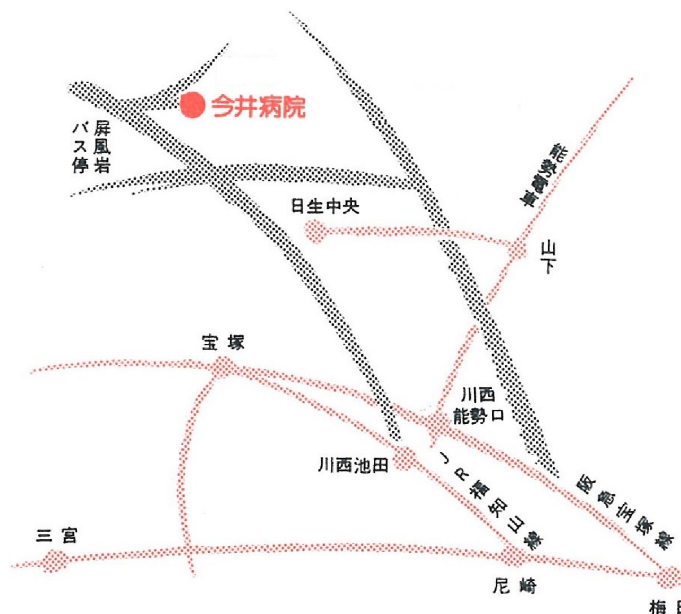 今井病院
屏風岩
バス停
能勢電車
日生中央
山下
宝塚
川西
能勢口
川西池田
JR福知山線
阪急宝塚線
三宮
尼崎
梅田